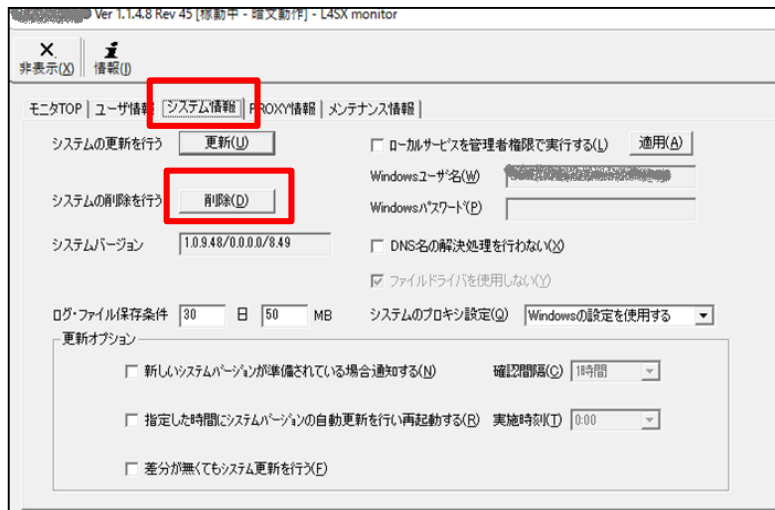 Ver 1.1.4.8 Rev 45 [稼動中 - 暗文動作] - L4SX monitor
非表示(X) 情報(I)
モニタTOP ユーザ情報 システム情報 PROXY情報 メンテナンス情報
システムの更新を行う 更新(U) ローカルサービスを管理者権限で実行する(L) 適用(A)
Windowsユーザ名(W)
システムの削除を行う 削除(D) Windowsパスワード(P)
システムバージョン 1.0.9.48/0.0.0.0/8.49 DNS名の解決処理を行わない(X)
ファイルドライバを使用しない(Y)
ログ・ファイル保存条件 30 日 50 MB システムのプロキシ設定(Q) Windowsの設定を使用する
更新オプション
新しいシステムバージョンが準備されている場合通知する(N) 確認間隔(C) 1時間
指定した時間にシステムバージョンの自動更新を行い再起動する(R) 実施時刻(T) 0:00
差分が無くてもシステム更新を行う(F)